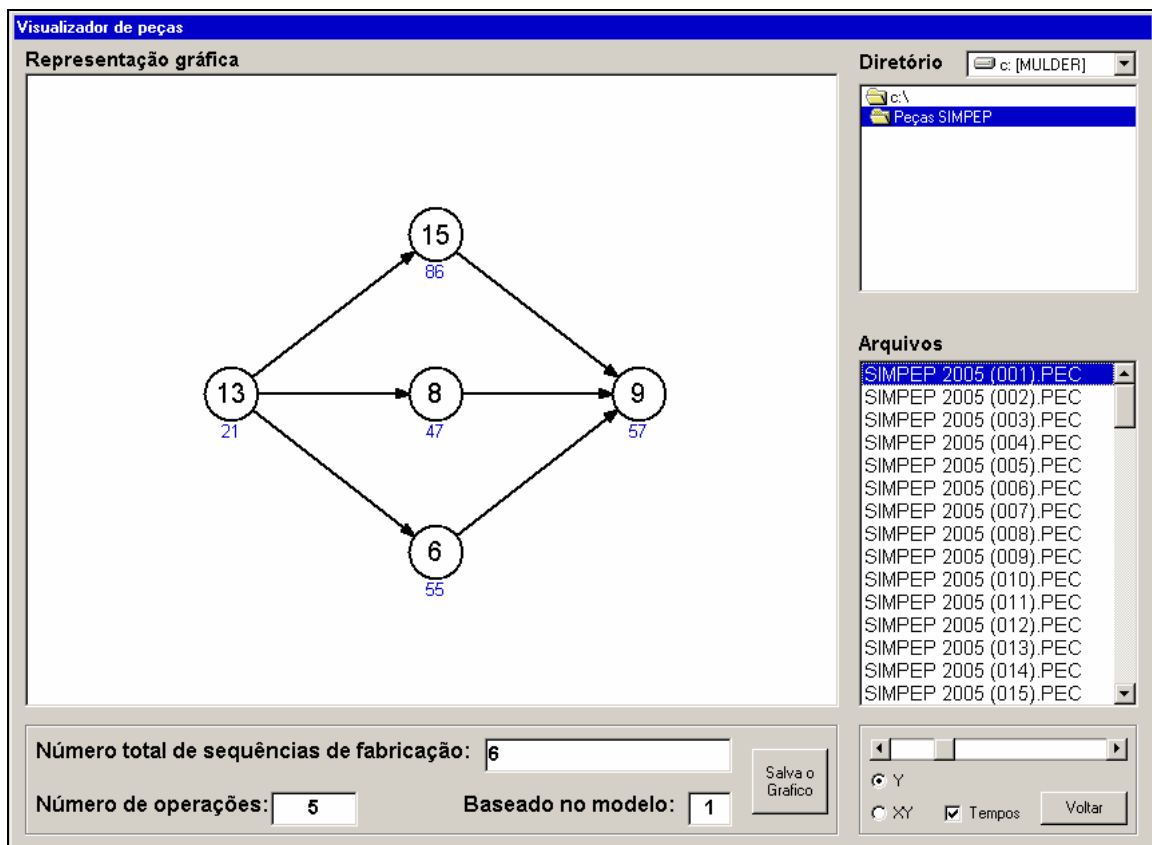 Visualizador de peças
Representação gráfica
Diretório
c: [MULDER]
c:\
Peças SIMPEP
15
86
13
21
8
47
9
57
6
55
Arquivos
SIMPEP 2005 (001).PEC
SIMPEP 2005 (002).PEC
SIMPEP 2005 (003).PEC
SIMPEP 2005 (004).PEC
SIMPEP 2005 (005).PEC
SIMPEP 2005 (006).PEC
SIMPEP 2005 (007).PEC
SIMPEP 2005 (008).PEC
SIMPEP 2005 (009).PEC
SIMPEP 2005 (010).PEC
SIMPEP 2005 (011).PEC
SIMPEP 2005 (012).PEC
SIMPEP 2005 (013).PEC
SIMPEP 2005 (014).PEC
SIMPEP 2005 (015).PEC
Número total de sequências de fabricação: 6
Número de operações: 5
Baseado no modelo: 1
Salva o
Grafico
Y
XY
Tempos
Voltar